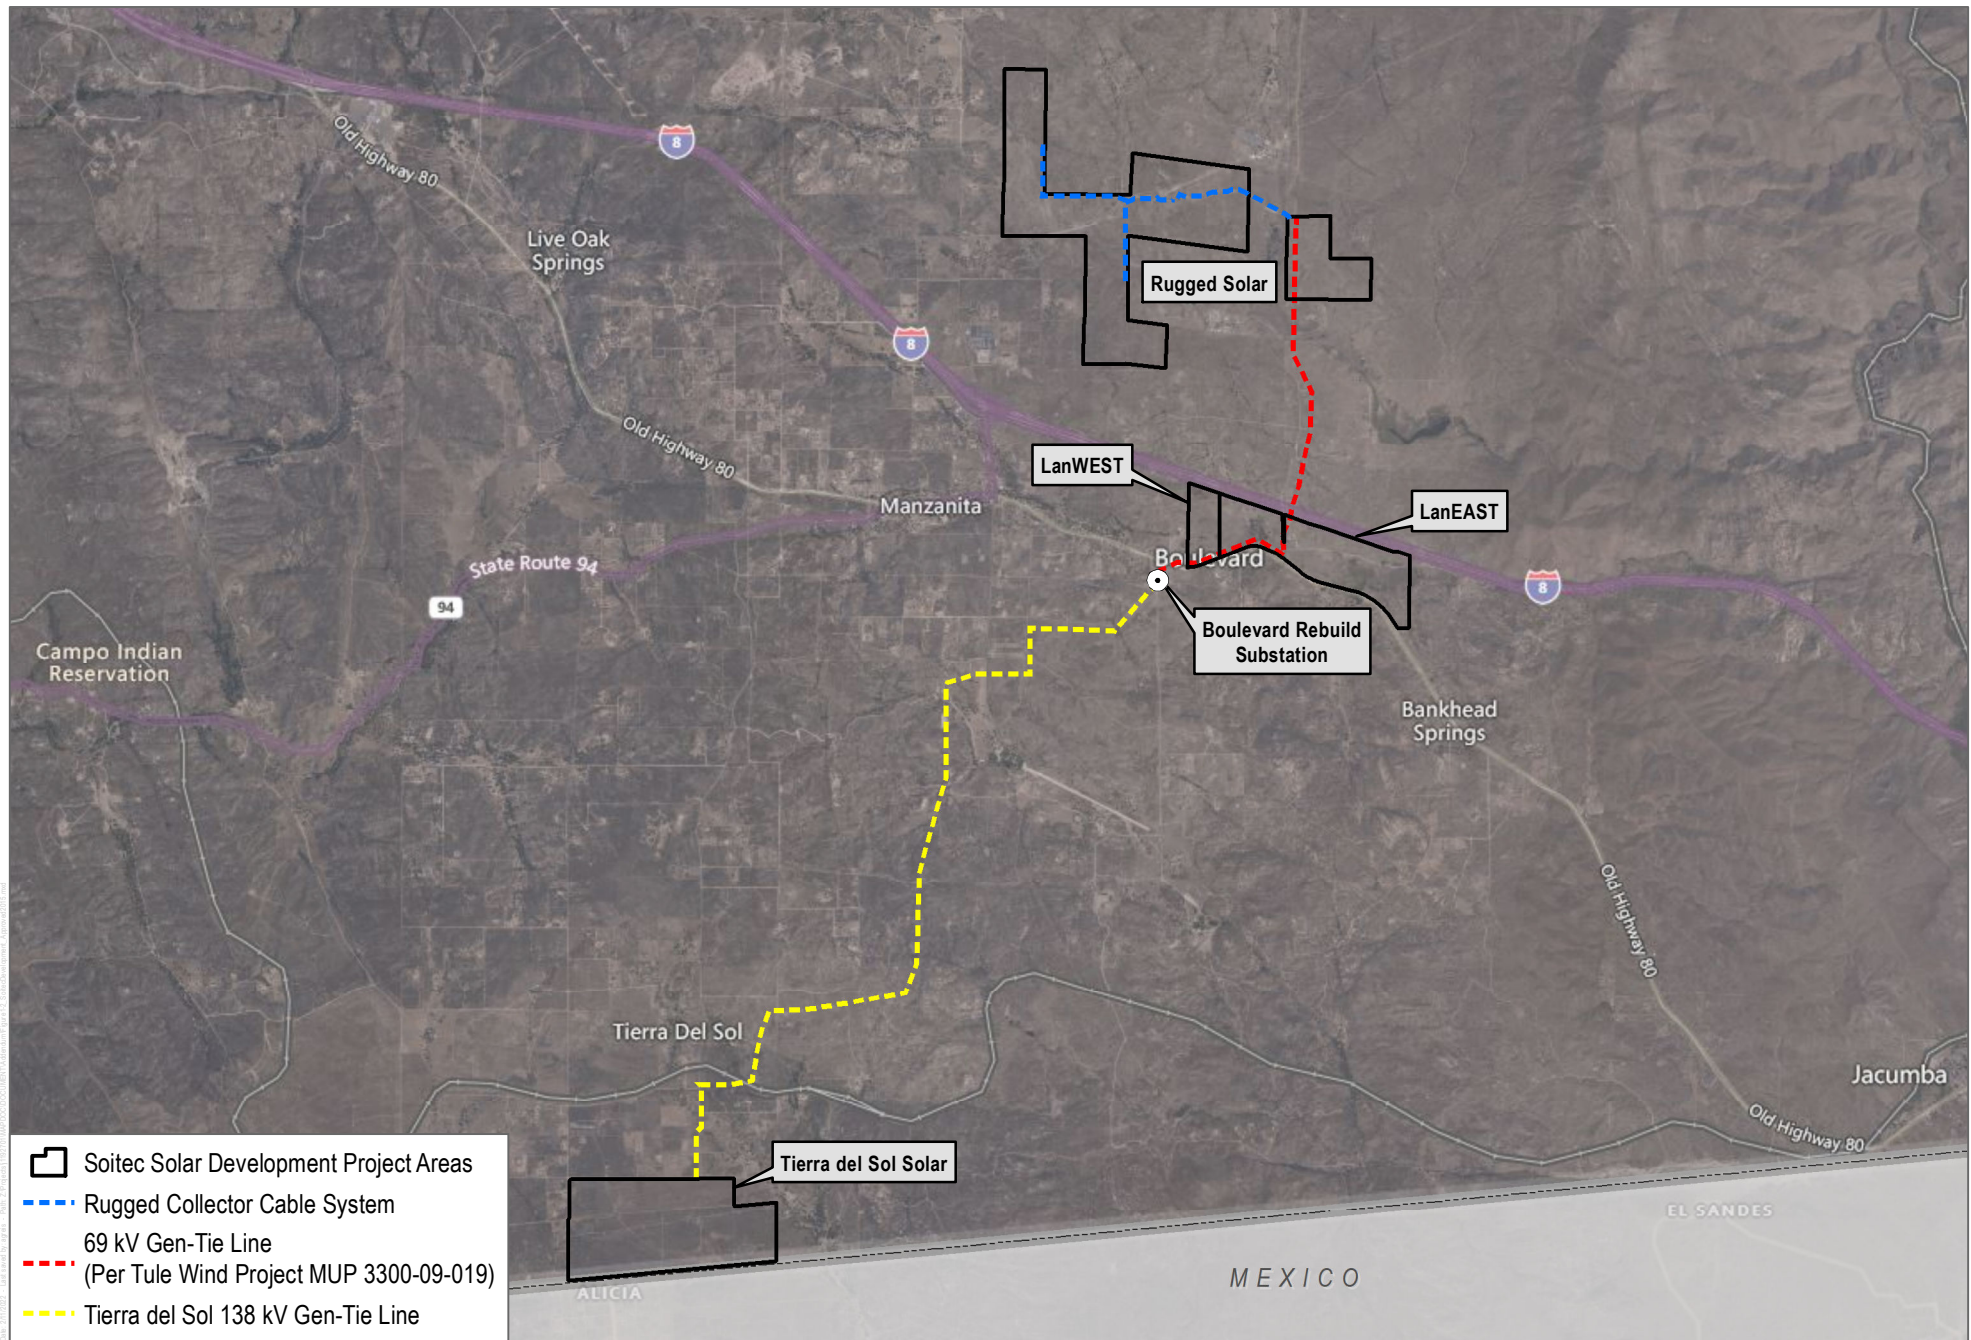 8
Old Highway 80
Live Oak
Springs
Rugged Solar
8
Old Highway 80
LanWEST
LanEAST
Manzanita
Boulevard
State Route 94
8
94
Boulevard Rebuild
Substation
Campo Indian
Reservation
Bankhead
Springs
Old Highway 80
Tierra Del Sol
Jacumba
Old Highway 80
Tierra del Sol Solar
Soitec Solar Development Project Areas
Rugged Collector Cable System
69 kV Gen-Tie Line
(Per Tule Wind Project MUP 3300-09-019)
Tierra del Sol 138 kV Gen-Tie Line
EL SANDES
MEXICO
ALICIA